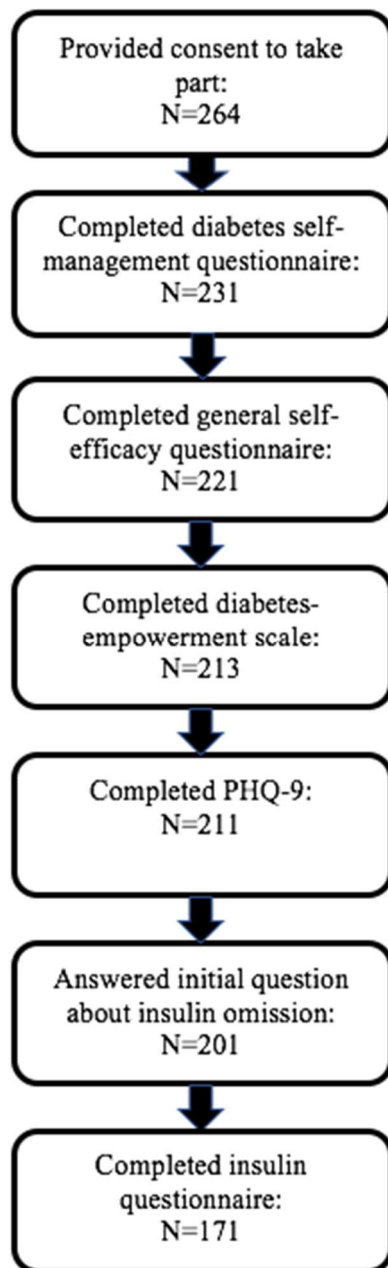 Provided consent to take
part:
N=264
Completed diabetes self-
management questionnaire:
N=231
Completed general self-
efficacy questionnaire:
N=221
Completed diabetes-
empowerment scale:
N=213
Completed PHQ-9:
N=211
Answered initial question
about insulin omission:
N=201
Completed insulin
questionnaire:
N=171